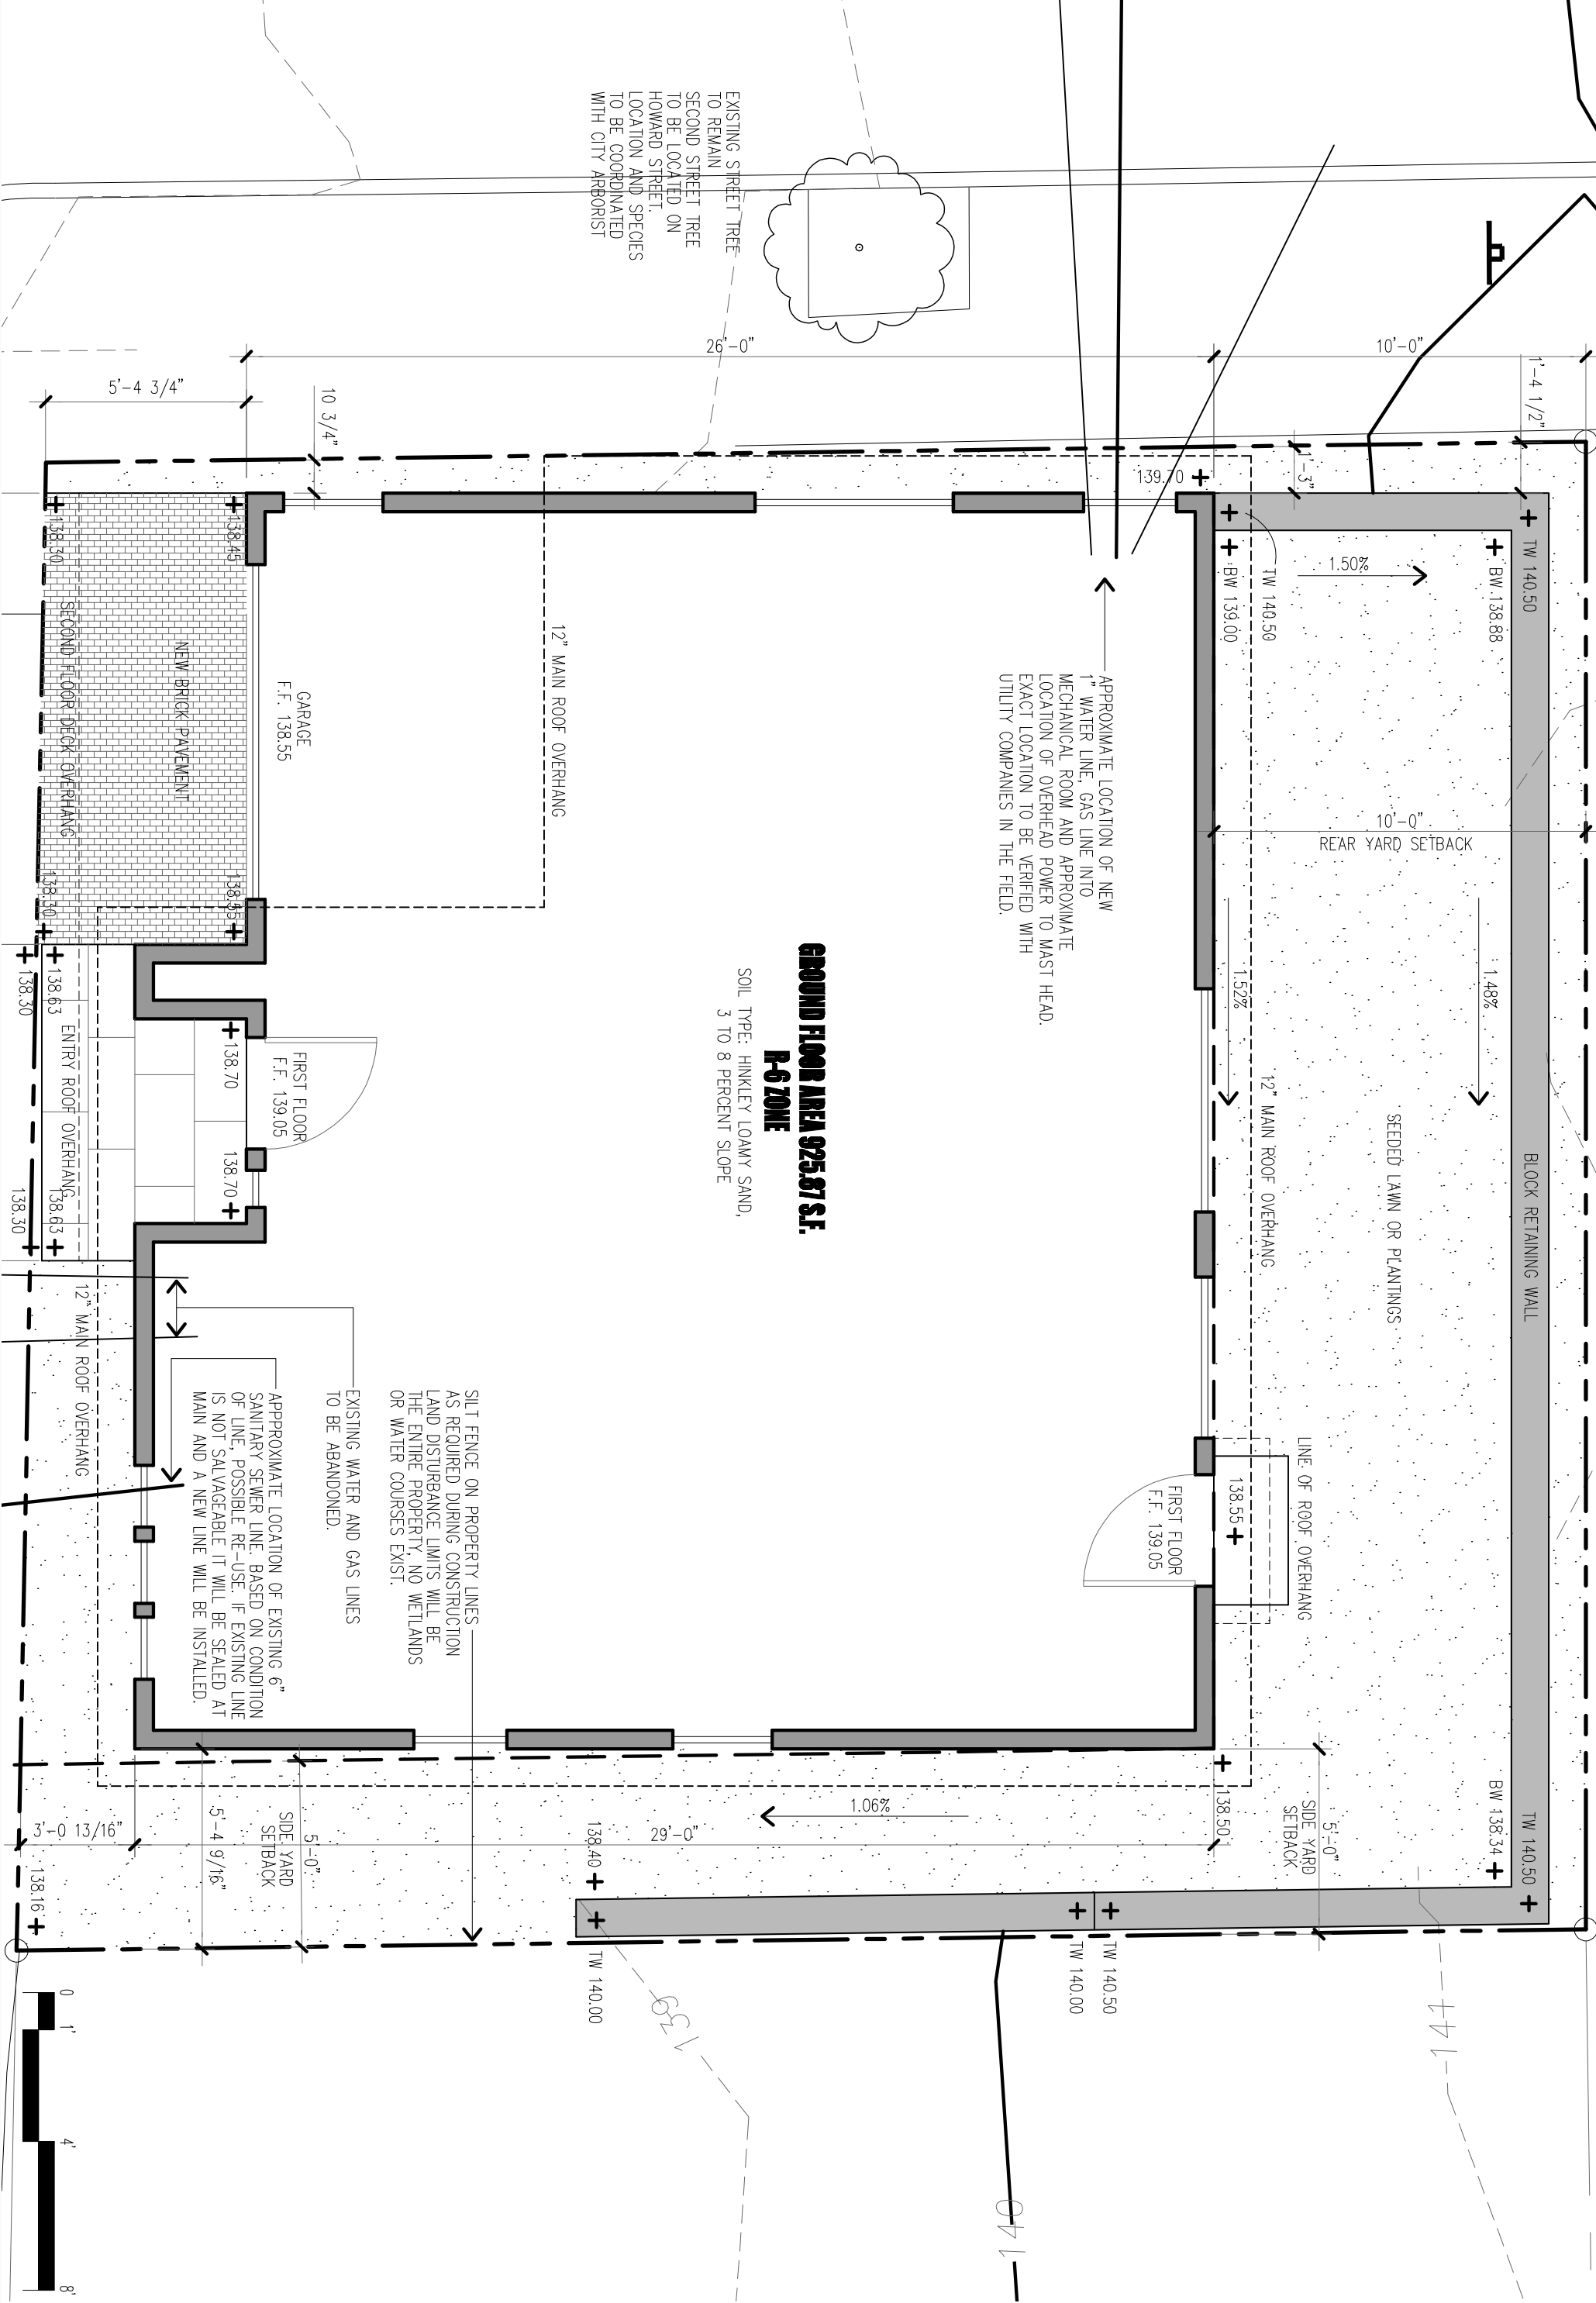 EXISTING STREET TREE
TO REMAIN
SECOND STREET TREE
TO BE LOCATED ON
HOWARD STREET.
LOCATION AND SPECIES
TO BE COORDINATED
WITH CITY ARBORIST
26'-0"
10'-0"
5'-4 3/4"
10 3/4"
1'-4 1/2"
1'-3"
139.70
TW 140.50
BW 138.88
TW 140.50
BW 139.00
1.50%
138.45
138.30
SECOND FLOOR DECK OVERHANG
NEW BRICK PAVEMENT
138.55
138.30
GARAGE
F.F. 138.55
12" MAIN ROOF OVERHANG
APPROXIMATE LOCATION OF NEW
1" WATER LINE, GAS LINE INTO
MECHANICAL ROOM AND APPROXIMATE
LOCATION OF OVERHEAD POWER TO MAST HEAD.
EXACT LOCATION TO BE VERIFIED WITH
UTILITY COMPANIES IN THE FIELD.
10'-0"
REAR YARD SETBACK
1.48%
1.52%
GROUND FLOOR AREA 925.87 S.F.
R-6 ZONE
SOIL TYPE: HINKLEY LOAMY SAND,
3 TO 8 PERCENT SLOPE
12" MAIN ROOF OVERHANG
SEEDED LAWN OR PLANTINGS
BLOCK RETAINING WALL
138.63
138.30
ENTRY ROOF OVERHANG
138.63
138.30
138.70
138.70
FIRST FLOOR
F.F. 139.05
12" MAIN ROOF OVERHANG
LINE OF ROOF OVERHANG
138.55
FIRST FLOOR
F.F. 139.05
SILT FENCE ON PROPERTY LINES
AS REQUIRED DURING CONSTRUCTION
LAND DISTURBANCE LIMITS WILL BE
THE ENTIRE PROPERTY, NO WETLANDS
OR WATER COURSES EXIST.
EXISTING WATER AND GAS LINES
TO BE ABANDONED.
APPPROXIMATE LOCATION OF EXISTING 6"
SANITARY SEWER LINE. BASED ON CONDITION
OF LINE, POSSIBLE RE-USE. IF EXISTING LINE
IS NOT SALVAGEABLE IT WILL BE SEALED AT
MAIN AND A NEW LINE WILL BE INSTALLED.
TW 140.50
BW 138.34
138.50
5'-0"
SIDE YARD
SETBACK
1.06%
29'-0"
138.40
5'-0"
SIDE YARD
SETBACK
5'-4 9/16"
3'-0 13/16"
138.16
TW 140.50
TW 140.00
TW 140.00
139
141
140
0
1'
4'
8'